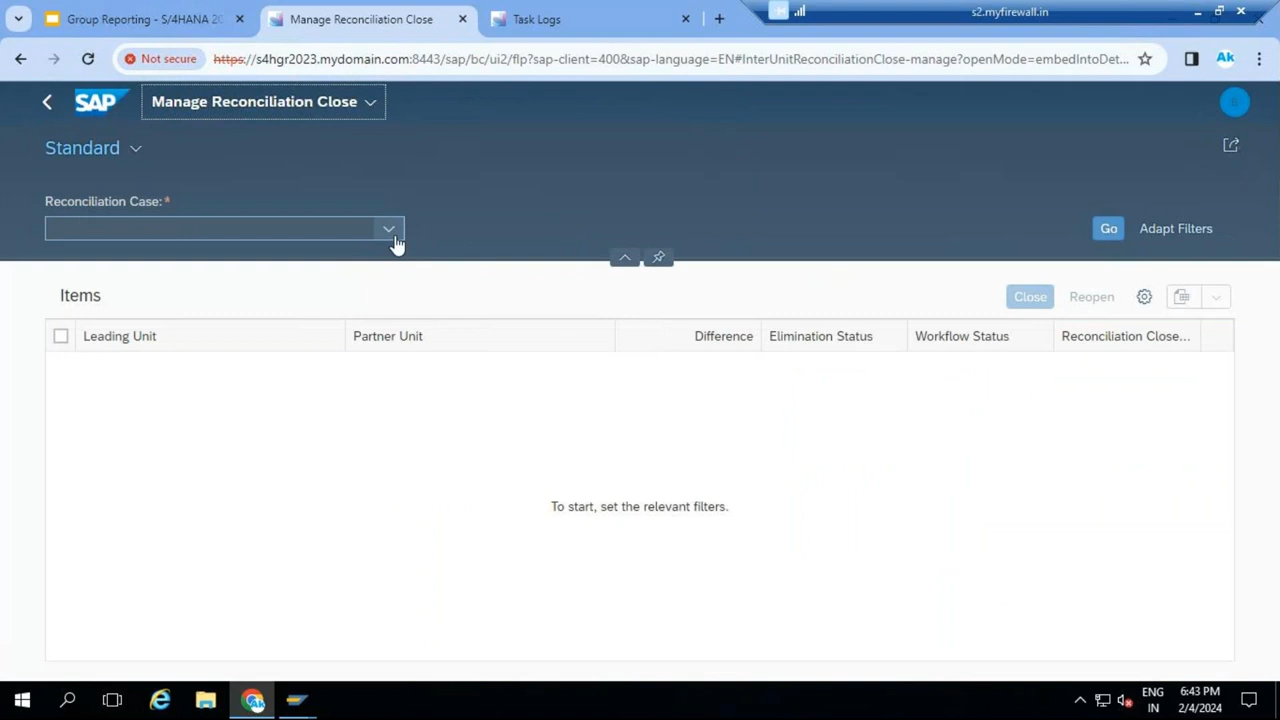 Group Reporting - S/4HANA 20
Manage Reconciliation Close
Task Logs
s2.myfirewall.in
Not secure
https://s4hgr2023.mydomain.com:8443/sap/bc/ui2/flp?sap-client=400&sap-language=EN#InterUnitReconciliationClose-manage?openMode=embedIntoDet...
Ak
SAP
Manage Reconciliation Close
Standard
Reconciliation Case:*
Go
Adapt Filters
Items
Close
Reopen
Leading Unit
Partner Unit
Difference
Elimination Status
Workflow Status
Reconciliation Close...
To start, set the relevant filters.
Ak
ENG
IN
6:43 PM
2/4/2024